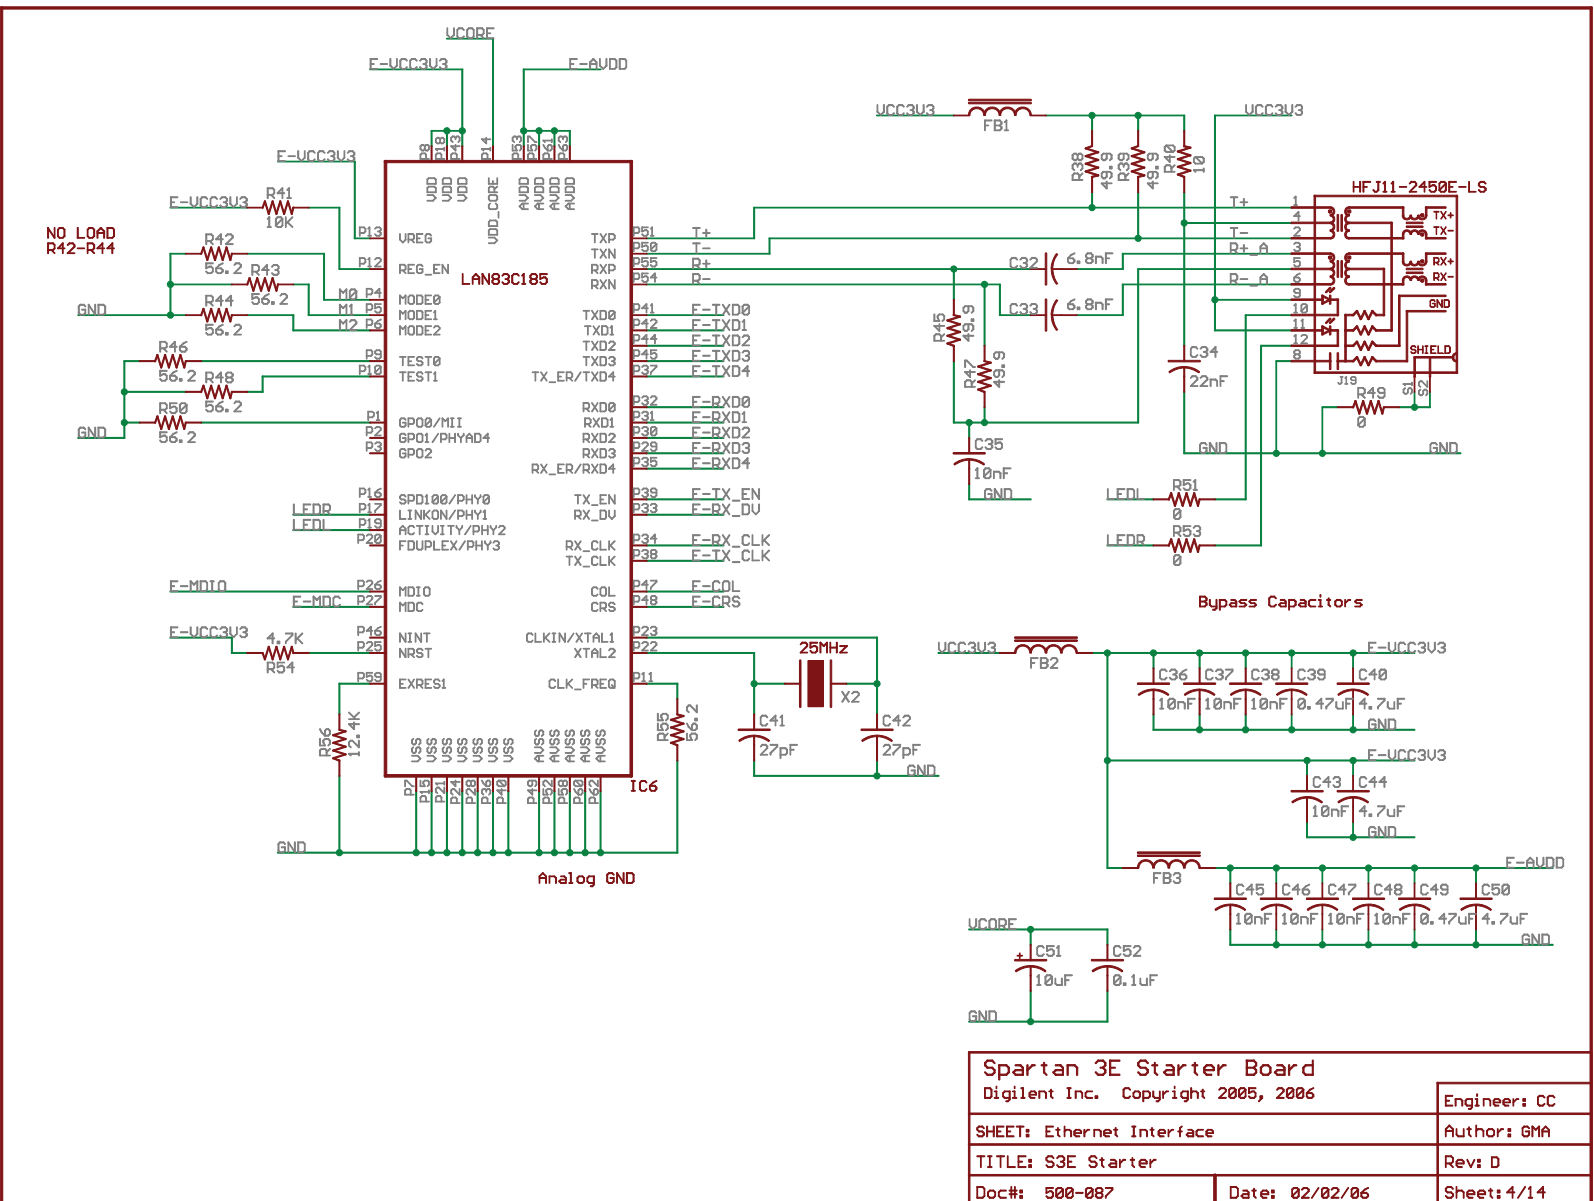 VCORE
E-VCC3V3
E-AVDD
VCC3V3
FB1
VCC3V3
P8
P18
P43
P14
P53
P57
P61
P63
R38
49.9
R39
49.9
R40
10
E-VCC3V3
VDD
VDD
VDD
VDD_CORE
AVDD
AVDD
AVDD
AVDD
HFJ11-2450E-LS
R41
E-VCC3V3
10K
NO LOAD
R42-R44
P13 VREG
TXP P51 T+
T+ 1
4
TX+
R42
56.2
TXN P50 T-
T- 2
TX-
P12 REG_EN
LAN83C185
RXP P55 R+
C32
6.8nF
R+_A 3
5
RX+
R43
56.2
RXN P54 R-
R-_A 6
RX-
R44
56.2
GND
M0 P4 MODE0
M1 P5 MODE1
M2 P6 MODE2
C33
6.8nF
9
10
11
12
8
GND
SHIELD
TXD0 P41 E-TXD0
TXD1 P42 E-TXD1
TXD2 P44 E-TXD2
TXD3 P45 E-TXD3
TX_ER/TXD4 P37 E-TXD4
R45
49.9
R47
49.9
C34
22nF
J19
S1
S2
R49
0
R46
56.2
R48
56.2
R50
56.2
GND
P9 TEST0
P10 TEST1
P1 GPO0/MII
P2 GPO1/PHYAD4
P3 GPO2
RXD0 P32 E-RXD0
RXD1 P31 E-RXD1
RXD2 P30 E-RXD2
RXD3 P29 E-RXD3
RX_ER/RXD4 P35 E-RXD4
C35
10nF
GND
GND
GND
P16 SPD100/PHY0
LEDR P17 LINKON/PHY1
LEDL P19 ACTIVITY/PHY2
P20 FDUPLEX/PHY3
TX_EN P39 E-TX_EN
RX_DV P33 E-RX_DV
RX_CLK P34 E-RX_CLK
TX_CLK P38 E-TX_CLK
LEDL
R51
0
LEDR
R53
0
E-MDIO P26 MDIO
E-MDC P27 MDC
COL P47 E-COL
CRS P48 E-CRS
Bypass Capacitors
E-VCC3V3
4.7K
R54
P46 NINT
P25 NRST
CLKIN/XTAL1 P23
XTAL2 P22
25MHz
X2
VCC3V3
FB2
E-VCC3V3
P59 EXRES1
CLK_FREQ P11
C36
10nF
C37
10nF
C38
10nF
C39
0.47uF
C40
4.7uF
GND
R56
12.4K
R55
56.2
C41
27pF
C42
27pF
GND
VSS
VSS
VSS
VSS
VSS
VSS
VSS
AVSS
AVSS
AVSS
AVSS
AVSS
P7
P15
P21
P24
P28
P36
P40
P49
P52
P58
P60
P62
IC6
E-VCC3V3
C43
10nF
C44
4.7uF
GND
GND
Analog GND
FB3
E-AVDD
C45
10nF
C46
10nF
C47
10nF
C48
10nF
C49
0.47uF
C50
4.7uF
GND
VCORE
+
C51
10uF
C52
0.1uF
GND
Spartan 3E Starter Board
Digilent Inc. Copyright 2005, 2006
Engineer: CC
SHEET: Ethernet Interface
Author: GMA
TITLE: S3E Starter
Rev: D
Doc#: 500-087
Date: 02/02/06
Sheet: 4/14